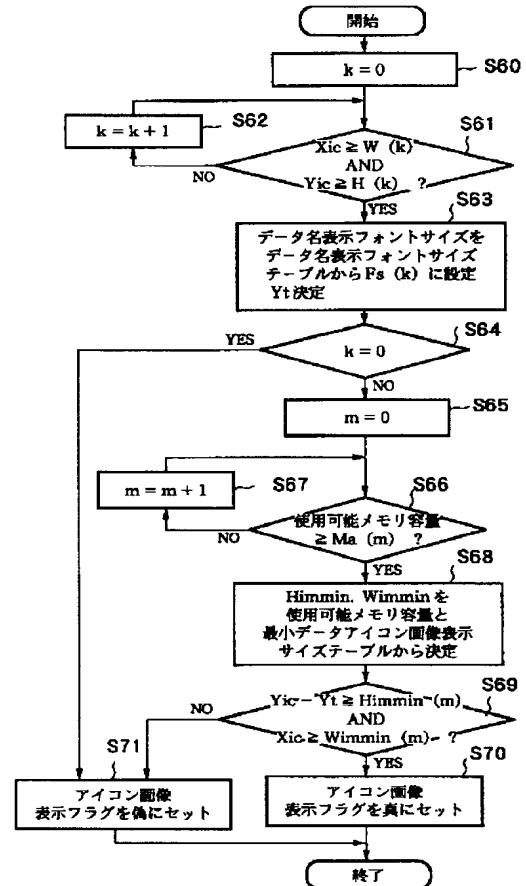 開始
k = 0
S60
k = k + 1
S62
S61
Xic ≧ W (k)
AND
Yic ≧ H (k) ?
NO
YES
S63
データ名表示フォントサイズを
データ名表示フォントサイズ
テーブルからFs (k) に設定
Yt決定
S64
YES
k = 0
NO
S65
m = 0
m = m + 1
S67
S66
使用可能メモリ容量
≧ Ma (m) ?
NO
YES
S68
Himmin. Wimminを
使用可能メモリ容量と
最小データアイコン画像表示
サイズテーブルから決定
S69
Yic − Yt ≧ Himmin (m)
AND
Xic ≧ Wimmin (m) ?
NO
YES
S71
S70
アイコン画像
表示フラグを偽にセット
アイコン画像
表示フラグを真にセット
終了